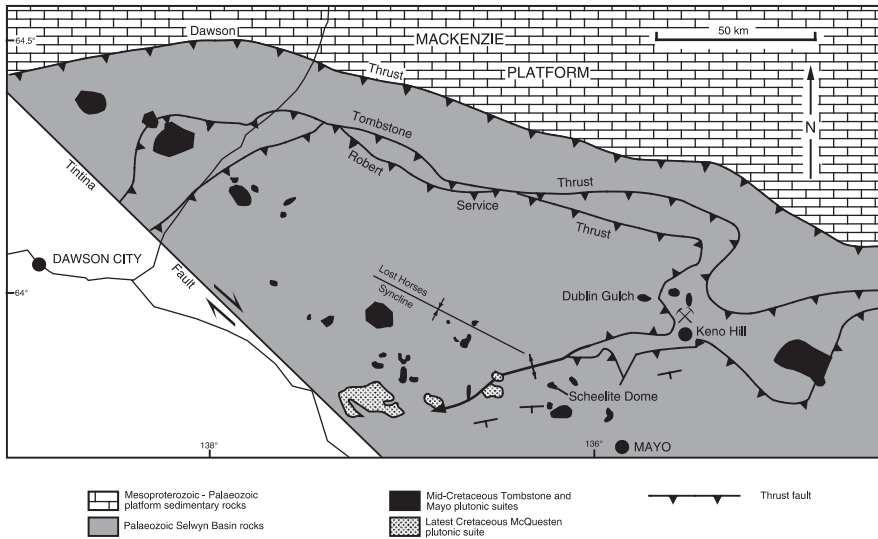 64.5°
Dawson
Thrust
MACKENZIE
PLATFORM
50 km
N
Tombstone
Thrust
Robert
Service
Thrust
Tintina
Fault
DAWSON CITY
64°
Lost Horses
Syncline
Dublin Gulch
Keno Hill
Scheelite Dome
138°
136°
MAYO
Mesoproterozoic - Palaeozoic
platform sedimentary rocks
Palaeozoic Selwyn Basin rocks
Mid-Cretaceous Tombstone and
Mayo plutonic suites
Latest Cretaceous McQuesten
plutonic suite
Thrust fault